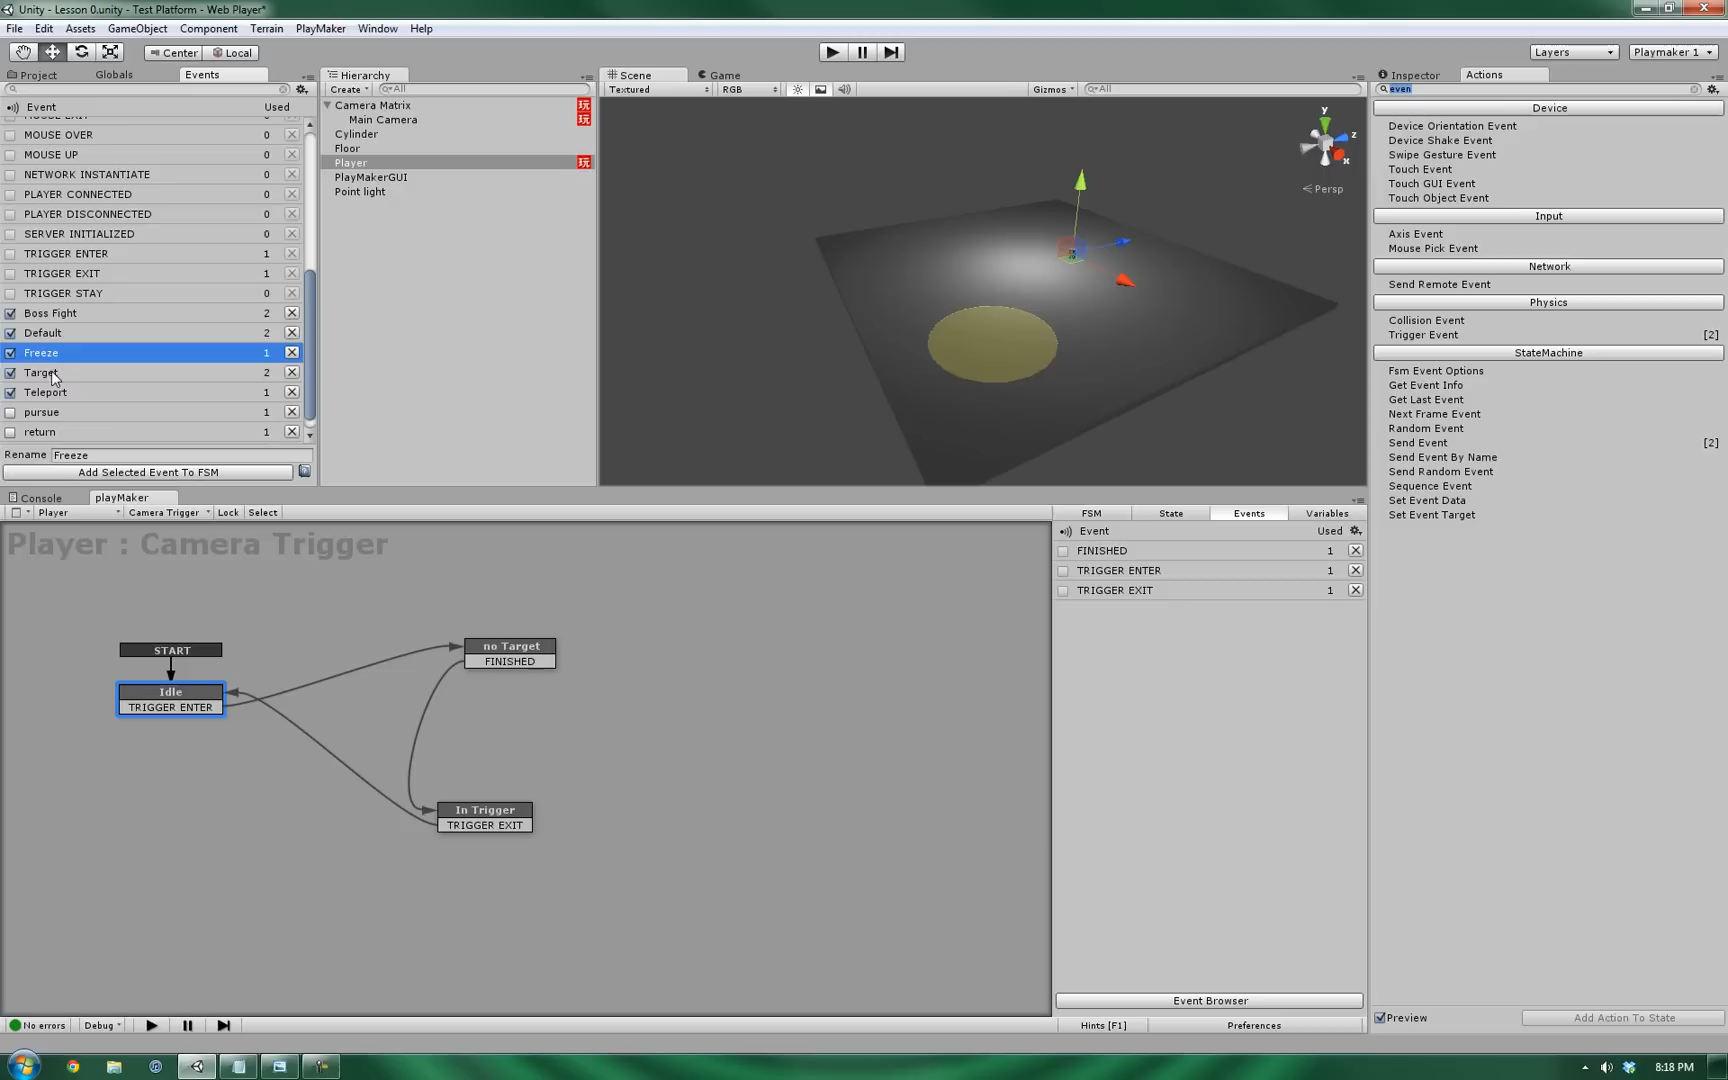 Unity - Lesson 0.unity - Test Platform - Web Player*
File Edit Assets GameObject Component Terrain PlayMaker Window Help
Center Local
Layers
Playmaker 1
Project Globals Events
Event Used
MOUSE OVER 0
MOUSE UP 0
NETWORK INSTANTIATE 0
PLAYER CONNECTED 0
PLAYER DISCONNECTED 0
SERVER INITIALIZED 0
TRIGGER ENTER 1
TRIGGER EXIT 1
TRIGGER STAY 0
Boss Fight 2
Default 2
Freeze 1
Target 2
Teleport 1
pursue 1
return 1
Rename Freeze
Add Selected Event To FSM
Hierarchy
Create All
Camera Matrix 玩
Main Camera 玩
Cylinder
Floor
Player 玩
PlayMakerGUI
Point light
Scene Game
Textured RGB Gizmos All
y
z
x
Persp
Inspector Actions
even
Device
Device Orientation Event
Device Shake Event
Swipe Gesture Event
Touch Event
Touch GUI Event
Touch Object Event
Input
Axis Event
Mouse Pick Event
Network
Send Remote Event
Physics
Collision Event
Trigger Event [2]
StateMachine
Fsm Event Options
Get Event Info
Get Last Event
Next Frame Event
Random Event
Send Event [2]
Send Event By Name
Send Random Event
Sequence Event
Set Event Data
Set Event Target
Preview Add Action To State
Console playMaker
Player Camera Trigger Lock Select
Player : Camera Trigger
START
Idle
TRIGGER ENTER
no Target
FINISHED
In Trigger
TRIGGER EXIT
FSM State Events Variables
Event Used
FINISHED 1
TRIGGER ENTER 1
TRIGGER EXIT 1
Event Browser
No errors Debug
Hints [F1] Preferences
8:18 PM